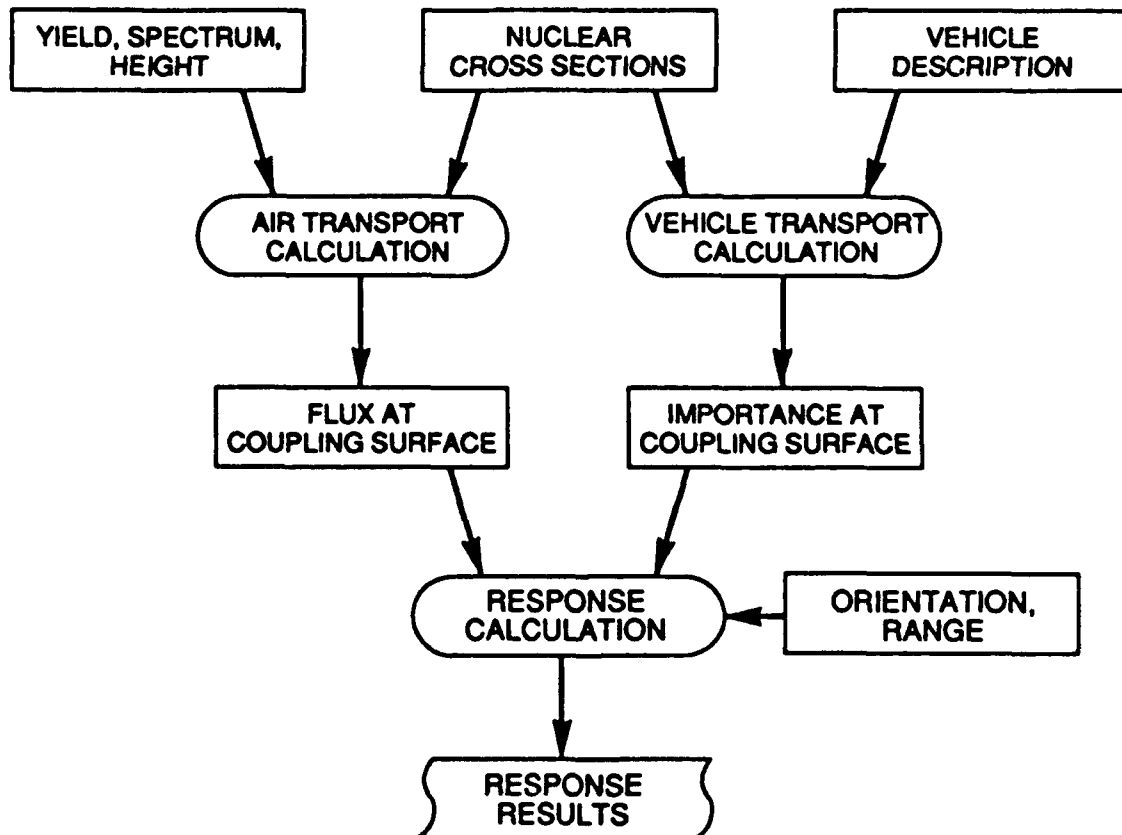 YIELD, SPECTRUM,
HEIGHT
NUCLEAR
CROSS SECTIONS
VEHICLE
DESCRIPTION
AIR TRANSPORT
CALCULATION
VEHICLE TRANSPORT
CALCULATION
FLUX AT
COUPLING SURFACE
IMPORTANCE AT
COUPLING SURFACE
RESPONSE
CALCULATION
ORIENTATION,
RANGE
RESPONSE
RESULTS